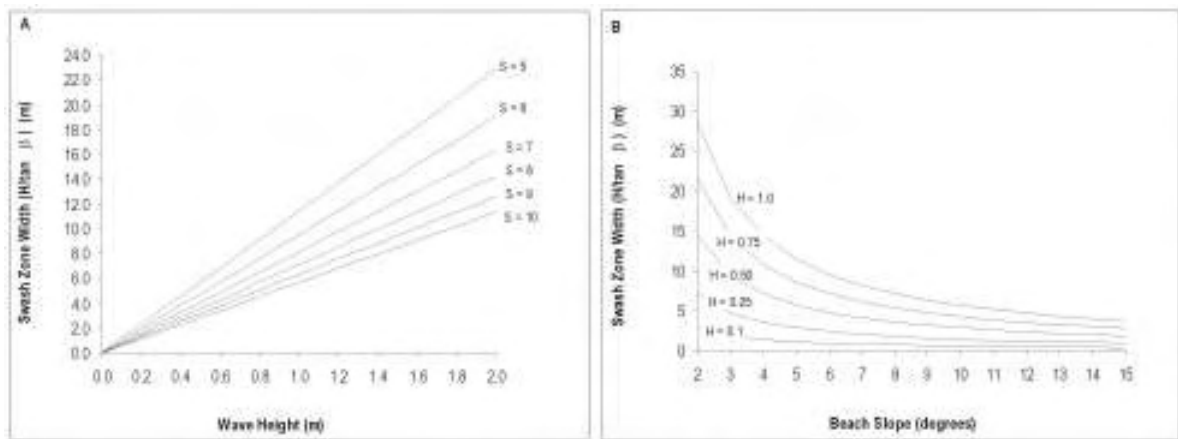 A
24.0
22.0
20.0
18.0
16.0
14.0
12.0
10.0
8.0
6.0
4.0
2.0
0.0
Swash Zone Width (H/tan β) (m)
S = 5
S = 6
S = 7
S = 8
S = 9
S = 10
0.0 0.2 0.4 0.6 0.8 1.0 1.2 1.4 1.6 1.8 2.0
Wave Height (m)
B
35
30
25
20
15
10
5
0
Swash Zone Width (H/tan β) (m)
H = 1.0
H = 0.75
H = 0.50
H = 0.25
H = 0.1
2 3 4 5 6 7 8 9 10 11 12 13 14 15
Beach Slope (degrees)